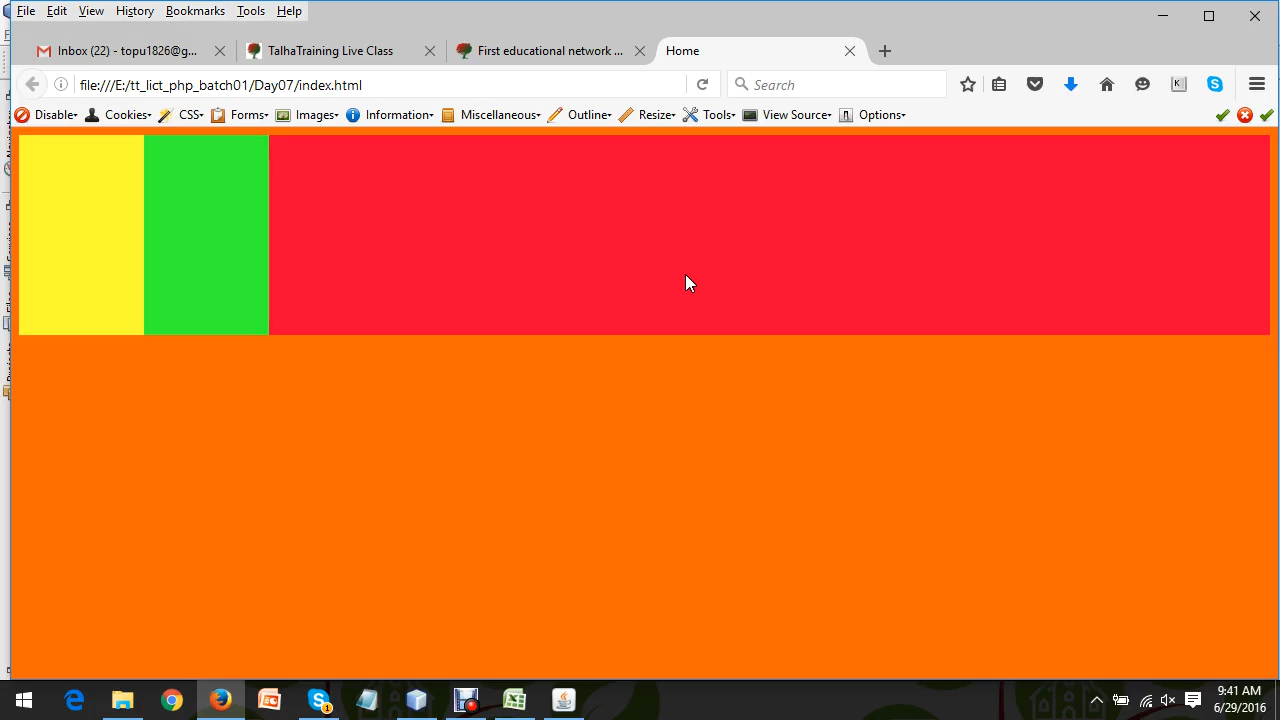 File Edit View History Bookmarks Tools Help
Inbox (22) - topu1826@g... TalhaTraining Live Class First educational network ... Home
file:///E:/tt_lict_php_batch01/Day07/index.html Search
Disable Cookies CSS Forms Images Information Miscellaneous Outline Resize Tools View Source Options
9:41 AM
6/29/2016